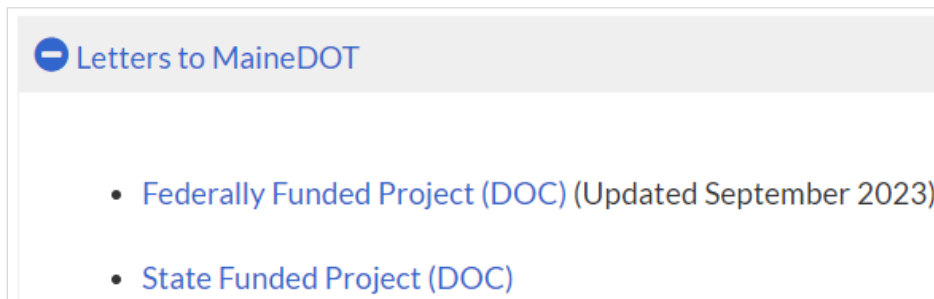 Letters to MaineDOT
Federally Funded Project (DOC) (Updated September 2023)
State Funded Project (DOC)